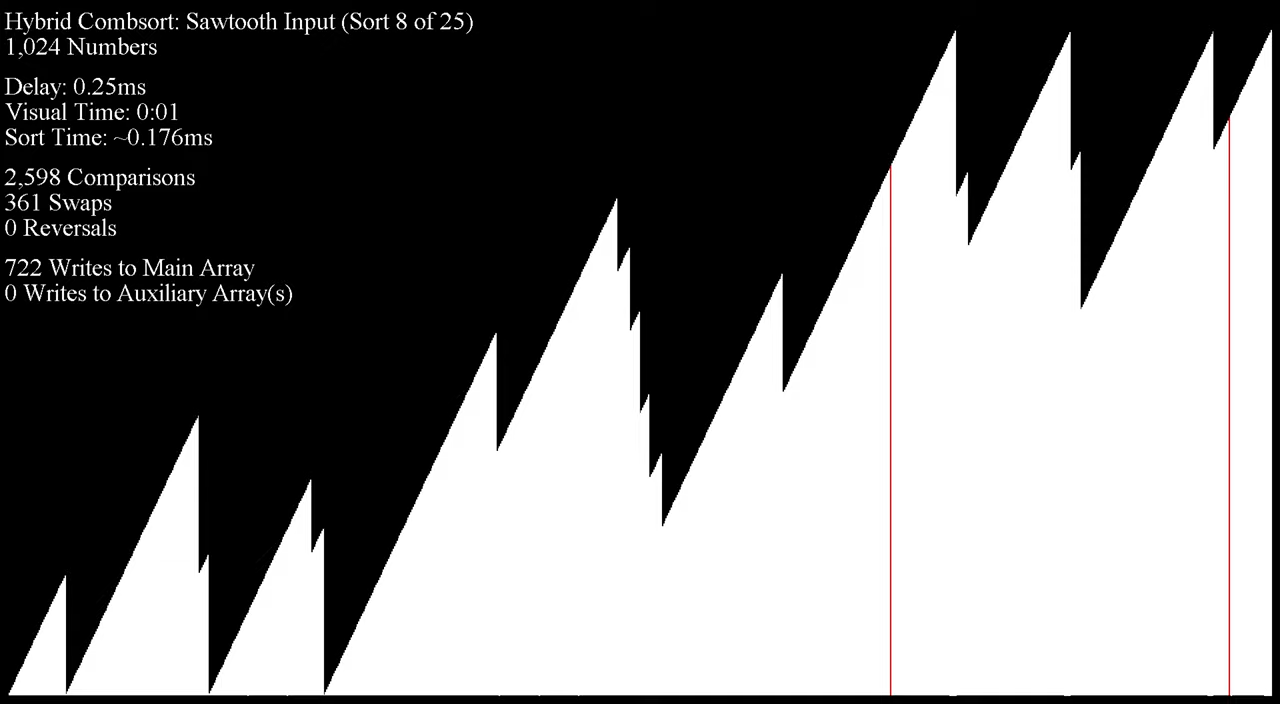 Hybrid Combsort: Sawtooth Input (Sort 8 of 25)
1,024 Numbers
Delay: 0.25ms
Visual Time: 0:01
Sort Time: ~0.176ms
2,598 Comparisons
361 Swaps
0 Reversals
722 Writes to Main Array
0 Writes to Auxiliary Array(s)